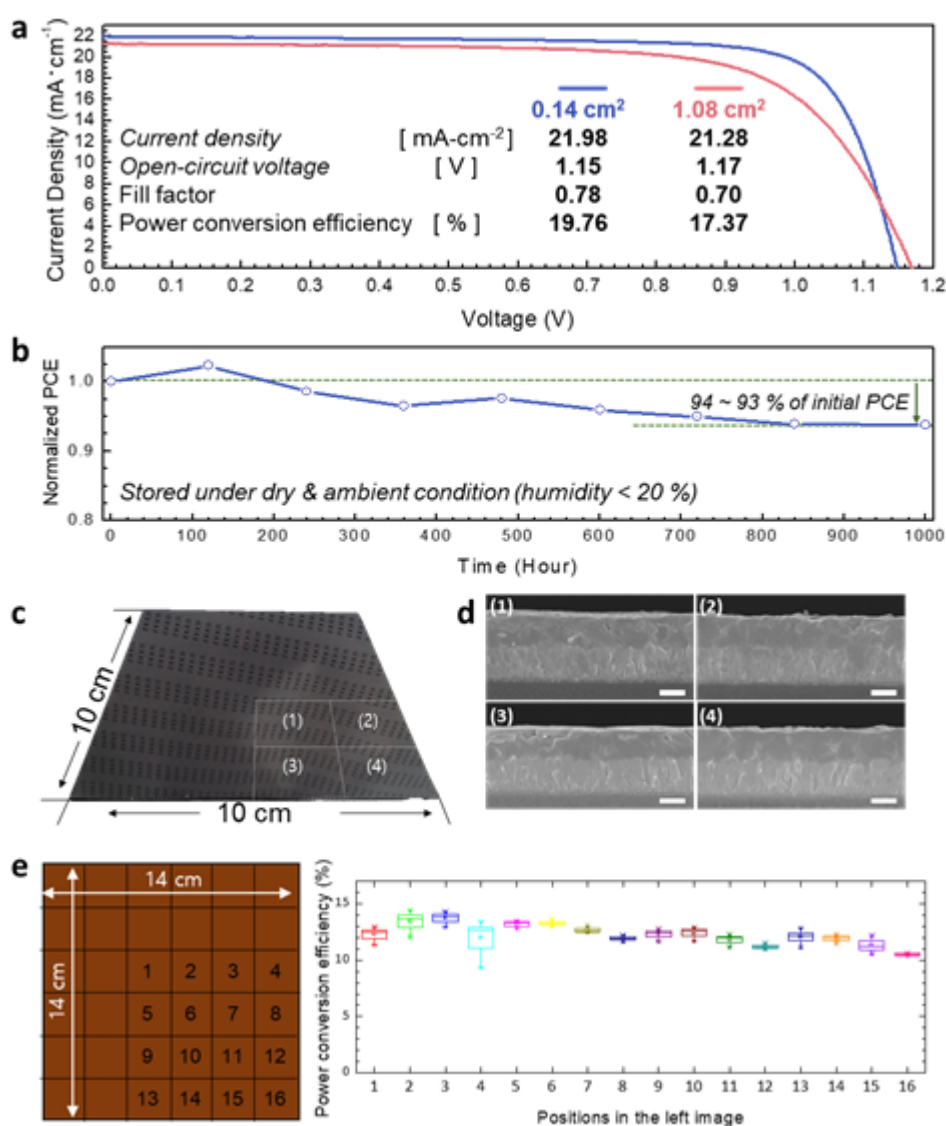 a
Current Density (mA·cm⁻¹)
22
20
18
16
14
12
10
8
6
4
2
0
0.14 cm² 1.08 cm²
Current density [ mA-cm⁻²] 21.98 21.28
Open-circuit voltage [ V ] 1.15 1.17
Fill factor 0.78 0.70
Power conversion efficiency [ % ] 19.76 17.37
0.0 0.1 0.2 0.3 0.4 0.5 0.6 0.7 0.8 0.9 1.0 1.1 1.2
Voltage (V)
b
Normalized PCE
1.0
0.9
0.8
94 ~ 93 % of initial PCE
Stored under dry & ambient condition (humidity < 20 %)
0 100 200 300 400 500 600 700 800 900 1000
Time (Hour)
c
10 cm
(1) (2)
(3) (4)
10 cm
d
(1) (2)
(3) (4)
e
14 cm
14 cm
1 2 3 4
5 6 7 8
9 10 11 12
13 14 15 16
Power conversion efficiency (%)
15
10
5
0
1 2 3 4 5 6 7 8 9 10 11 12 13 14 15 16
Positions in the left image